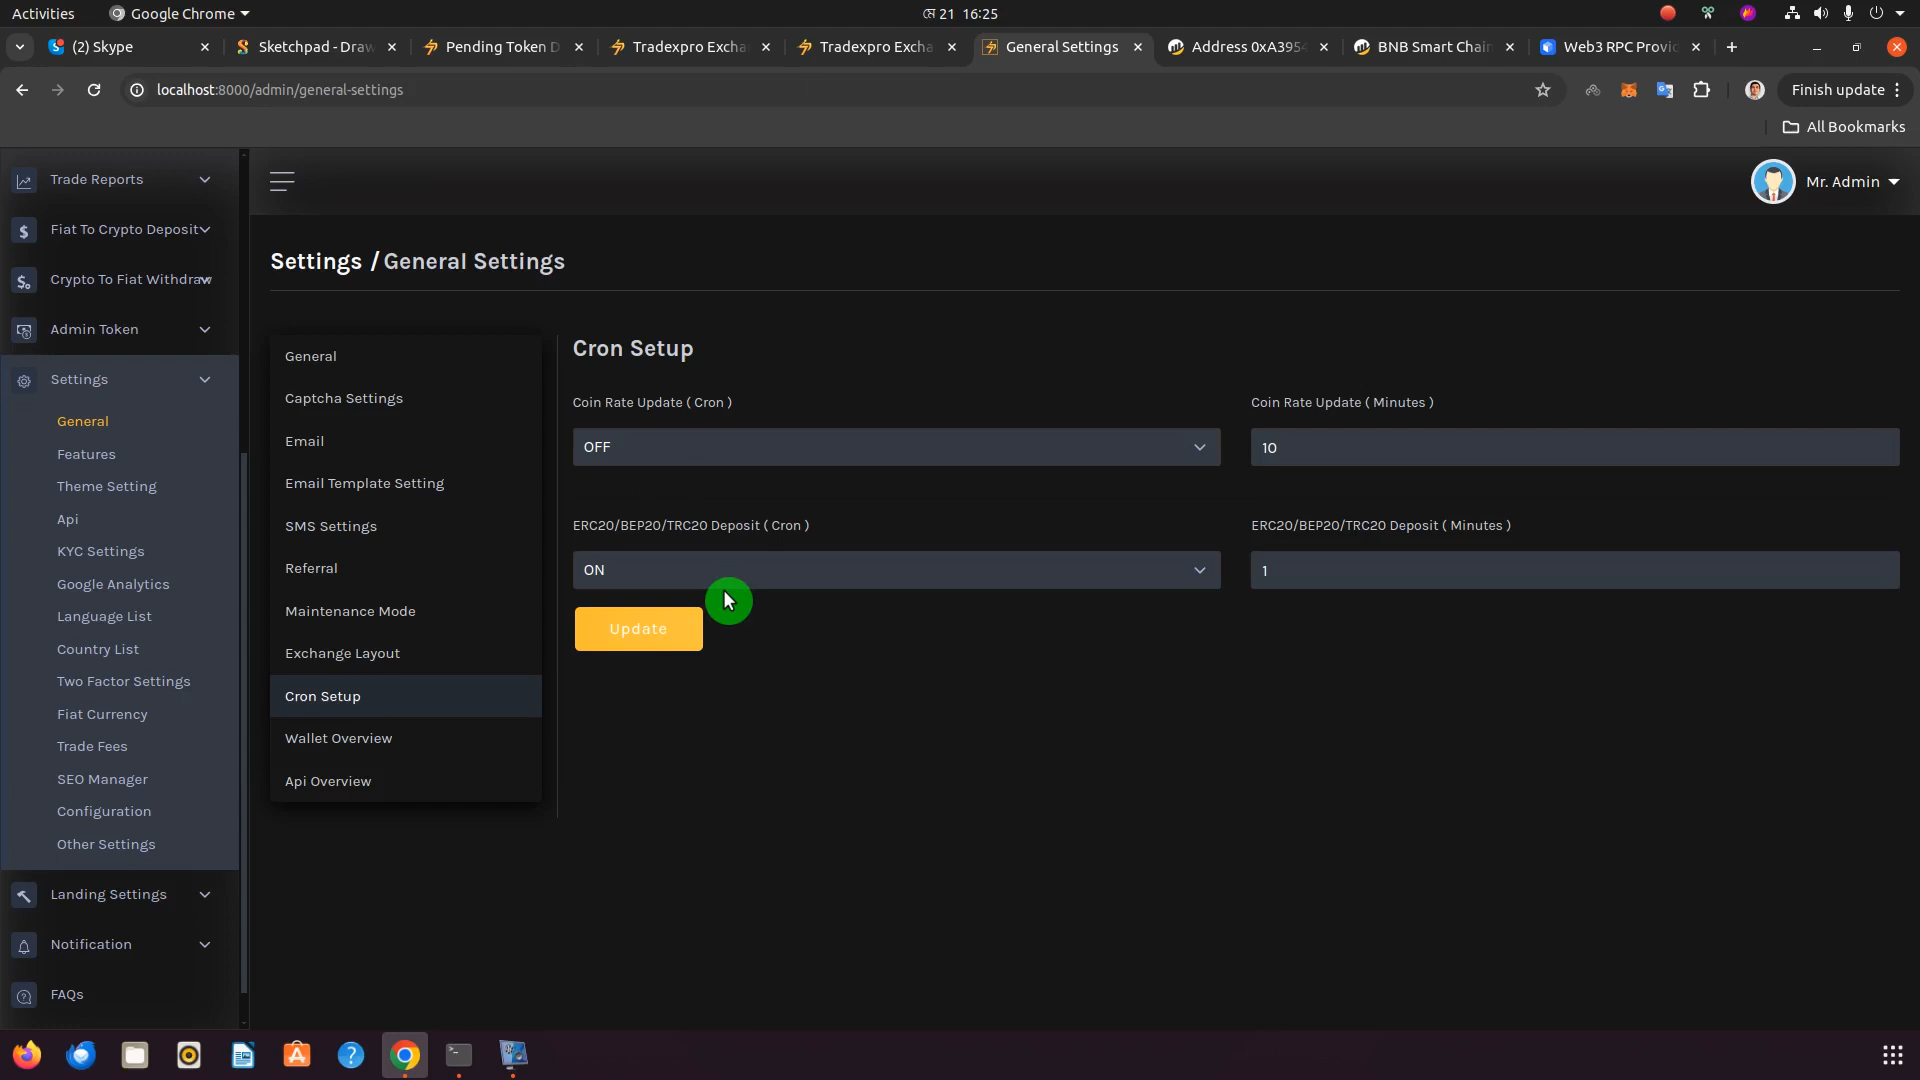 Activities
Google Chrome
মে 21 16:25
(2) Skype
Sketchpad - Draw
Pending Token D
Tradexpro Excha
Tradexpro Excha
General Settings
Address 0xA3954
BNB Smart Chain
Web3 RPC Provid
localhost:8000/admin/general-settings
Finish update
All Bookmarks
Trade Reports
Fiat To Crypto Deposit
Crypto To Fiat Withdraw
Admin Token
Settings
General
Features
Theme Setting
Api
KYC Settings
Google Analytics
Language List
Country List
Two Factor Settings
Fiat Currency
Trade Fees
SEO Manager
Configuration
Other Settings
Landing Settings
Notification
FAQs
Mr. Admin
Settings / General Settings
General
Captcha Settings
Email
Email Template Setting
SMS Settings
Referral
Maintenance Mode
Exchange Layout
Cron Setup
Wallet Overview
Api Overview
Cron Setup
Coin Rate Update ( Cron )
OFF
Coin Rate Update ( Minutes )
10
ERC20/BEP20/TRC20 Deposit ( Cron )
ON
ERC20/BEP20/TRC20 Deposit ( Minutes )
1
Update